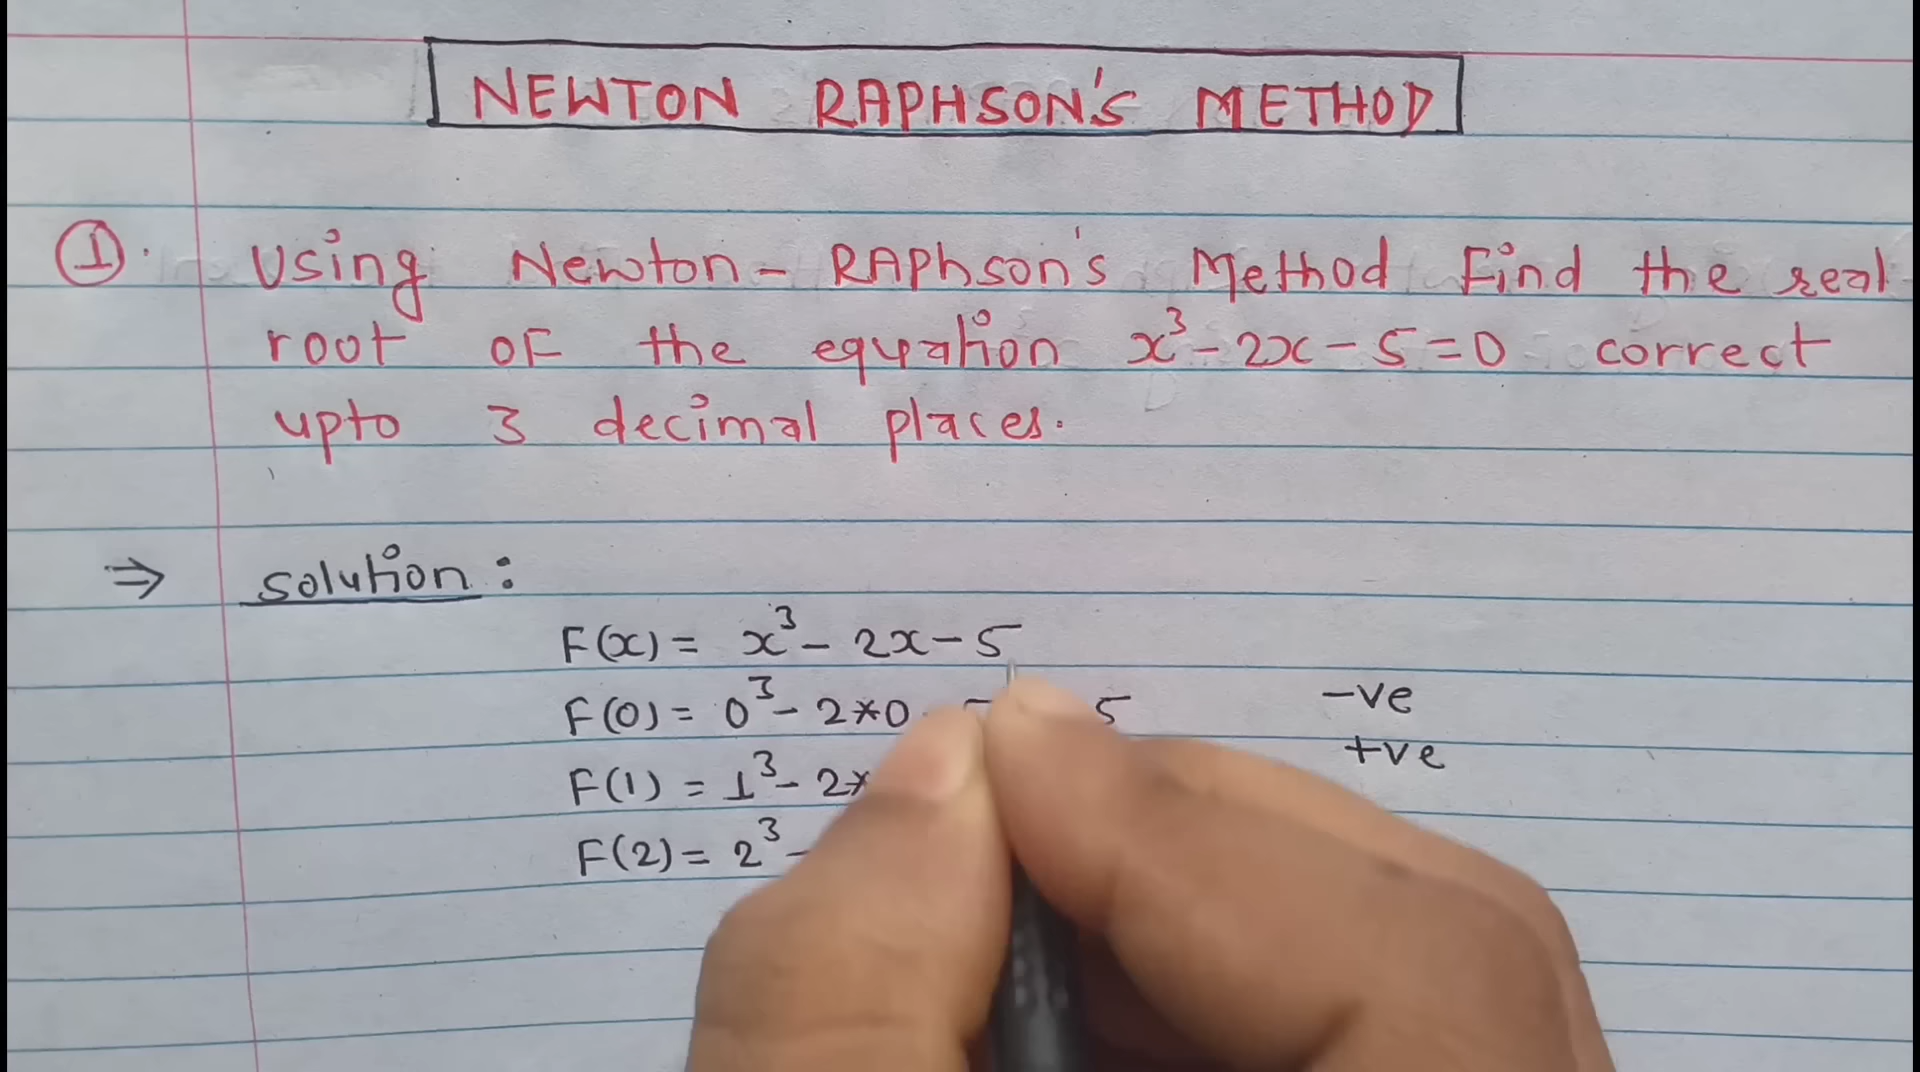 NEWTON RAPHSON'S METHOD
①. Using Newton-RAPhson's Method Find the real
root OF the equation x³-2x-5=0 correct
upto 3 decimal places.
⇒ solution:
F(x) = x³ - 2x - 5
F(0) = 0³ - 2*0 5 -ve
+ve
F(1) = 1³ - 2*
F(2) = 2³ -